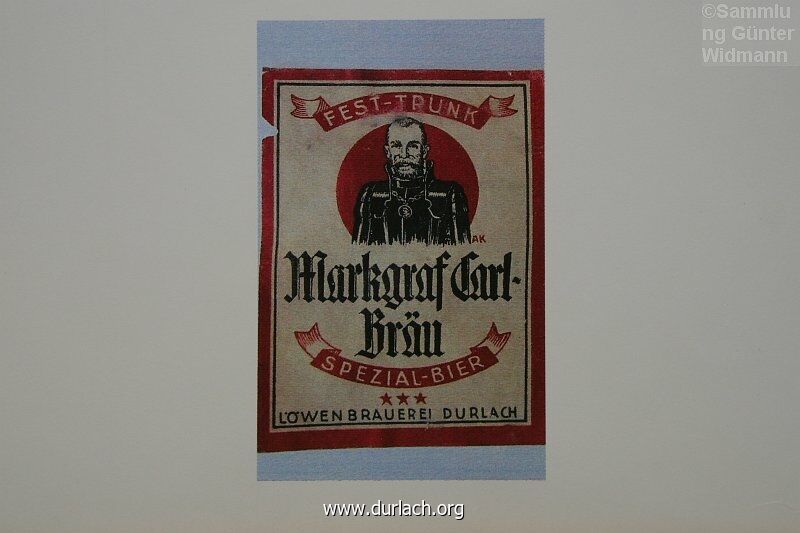 ©Sammlu
ng Günter
Widmann
FEST-TRUNK
AK
Markgraf Carl-
Bräu
SPEZIAL-BIER
LÖWENBRAUEREI DURLACH
www.durlach.org